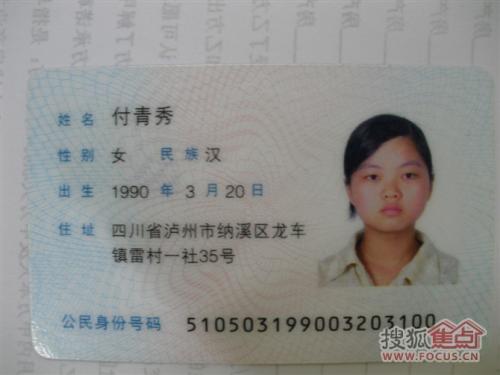 姓名 付青秀
性别 女 民族 汉
出生 1990 年 3 月 20 日
住址 四川省泸州市纳溪区龙车
镇雷村一社35号
公民身份号码 510503199003203100
搜狐焦点
WWW.FOCUS.CN